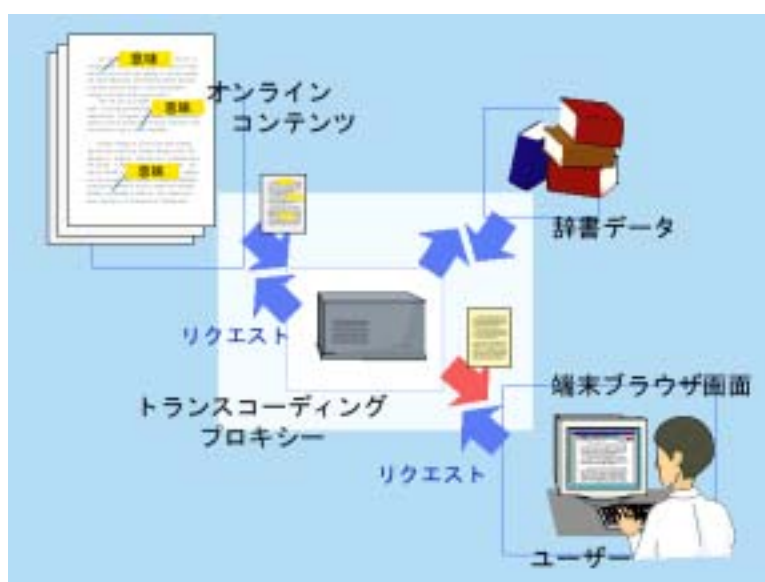 意味
オンライン
コンテンツ
意味
意味
辞書データ
リクエスト
トランスコーディング
プロキシー
端末ブラウザ画面
リクエスト
ユーザー